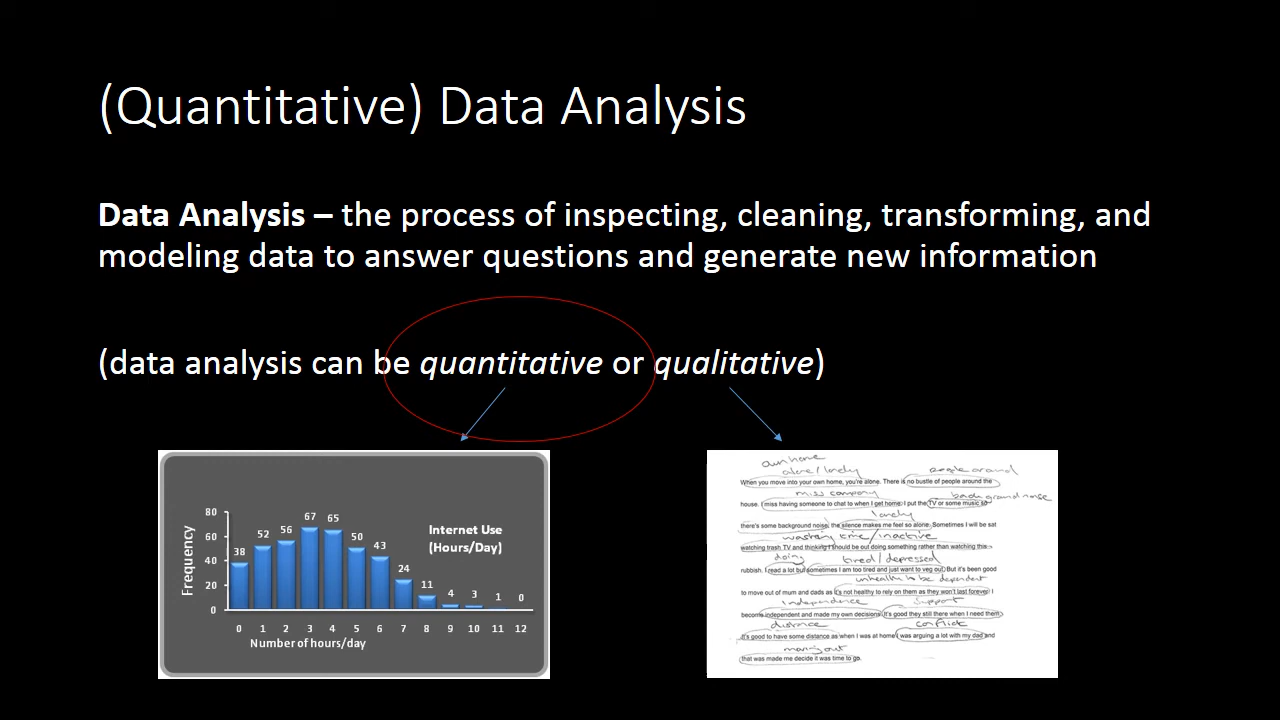 (Quantitative) Data Analysis
Data Analysis – the process of inspecting, cleaning, transforming, and
modeling data to answer questions and generate new information
(data analysis can be quantitative or qualitative)
80
60
40
20
0
Frequency
38 52 56 67 65 50 43 24 11 4 3 1 0
Internet Use
(Hours/Day)
0 1 2 3 4 5 6 7 8 9 10 11 12
Number of hours/day
own home
alone/lonely people around
When you move into your own home, you're alone. There is no bustle of people around the
miss company background noise
house. I miss having someone to chat to when I get home. I put the TV or some music so
lonely
there's some background noise, the silence makes me feel so alone. Sometimes I will be sat
wasting time/inactive
watching trash TV and thinking I should be out doing something rather than watching this
doing tired/depressed
rubbish. I read a lot but sometimes I am too tired and just want to veg out. But it's been good
unhealthy to be dependent
to move out of mum and dads as it's not healthy to rely on them as they won't last forever. I
independence support
become independent and made my own decisions. It's good they still there when I need them.
distance conflict
It's good to have some distance as when I was at home I was arguing a lot with my dad and
moving out
that was made me decide it was time to go.